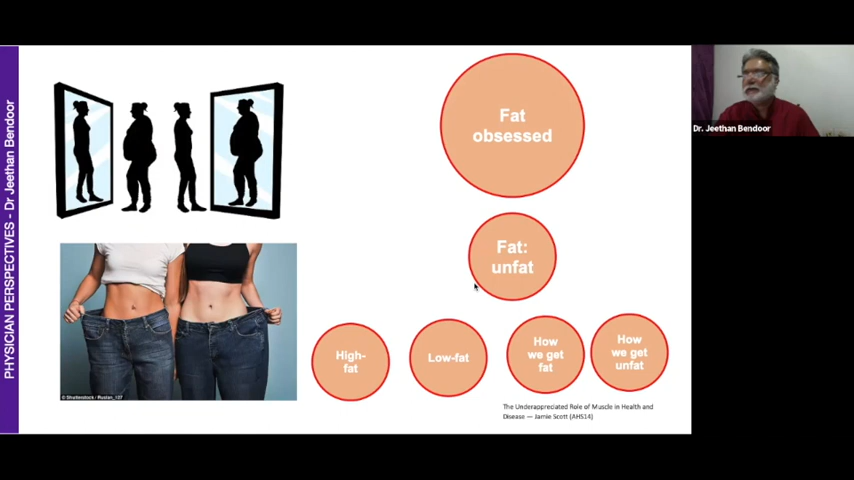 PHYSICIAN PERSPECTIVES - Dr Jeethan Bendoor
Fat
obsessed
Fat:
unfat
High-
fat
Low-fat
How
we get
fat
How
we get
unfat
© Shutterstock / Ruslan_127
The Underappreciated Role of Muscle in Health and
Disease — Jamie Scott (AHS14)
Dr. Jeethan Bendoor